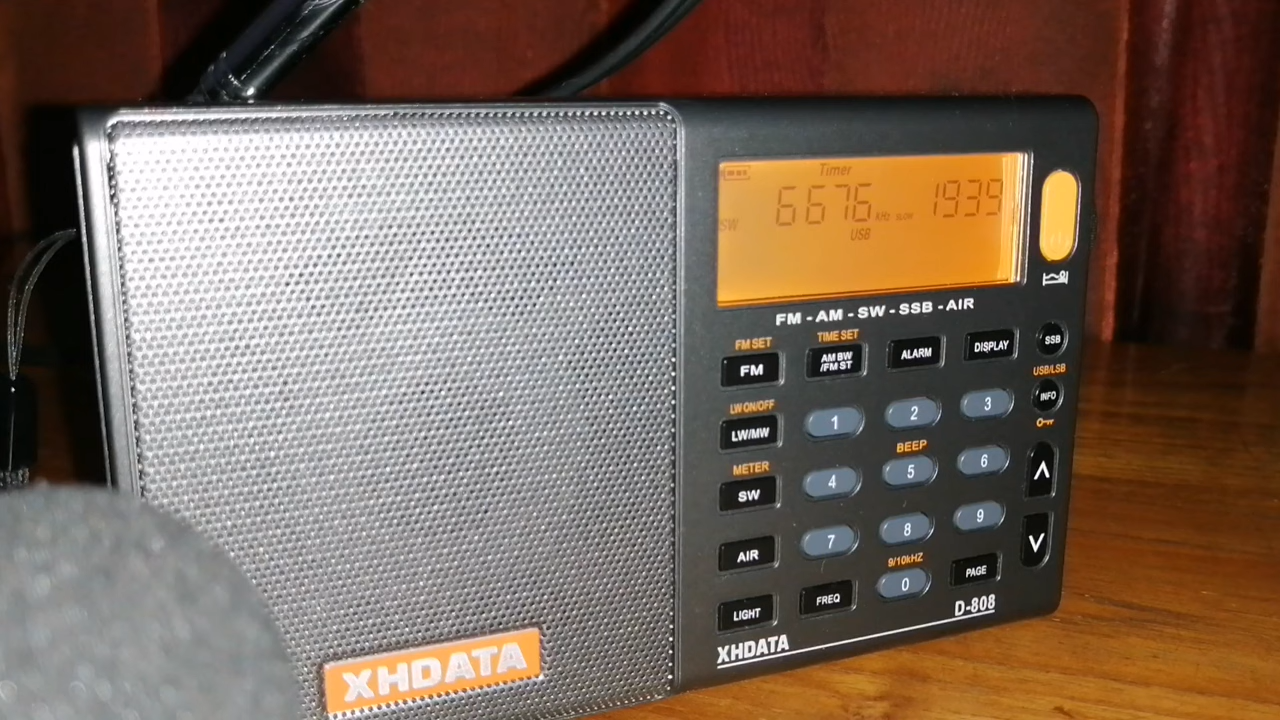 Timer
6676 kHz SLOW 1939
SW
USB
FM - AM - SW - SSB - AIR
FM SET TIME SET
FM AM BW /FM ST ALARM DISPLAY SSB
USB/LSB
LW ON/OFF 1 2 3 INFO
LW/MW
METER BEEP
SW 4 5 6 ∧
AIR 7 8 9 ∨
9/10kHZ
LIGHT FREQ 0 PAGE
D-808
XHDATA
XHDATA